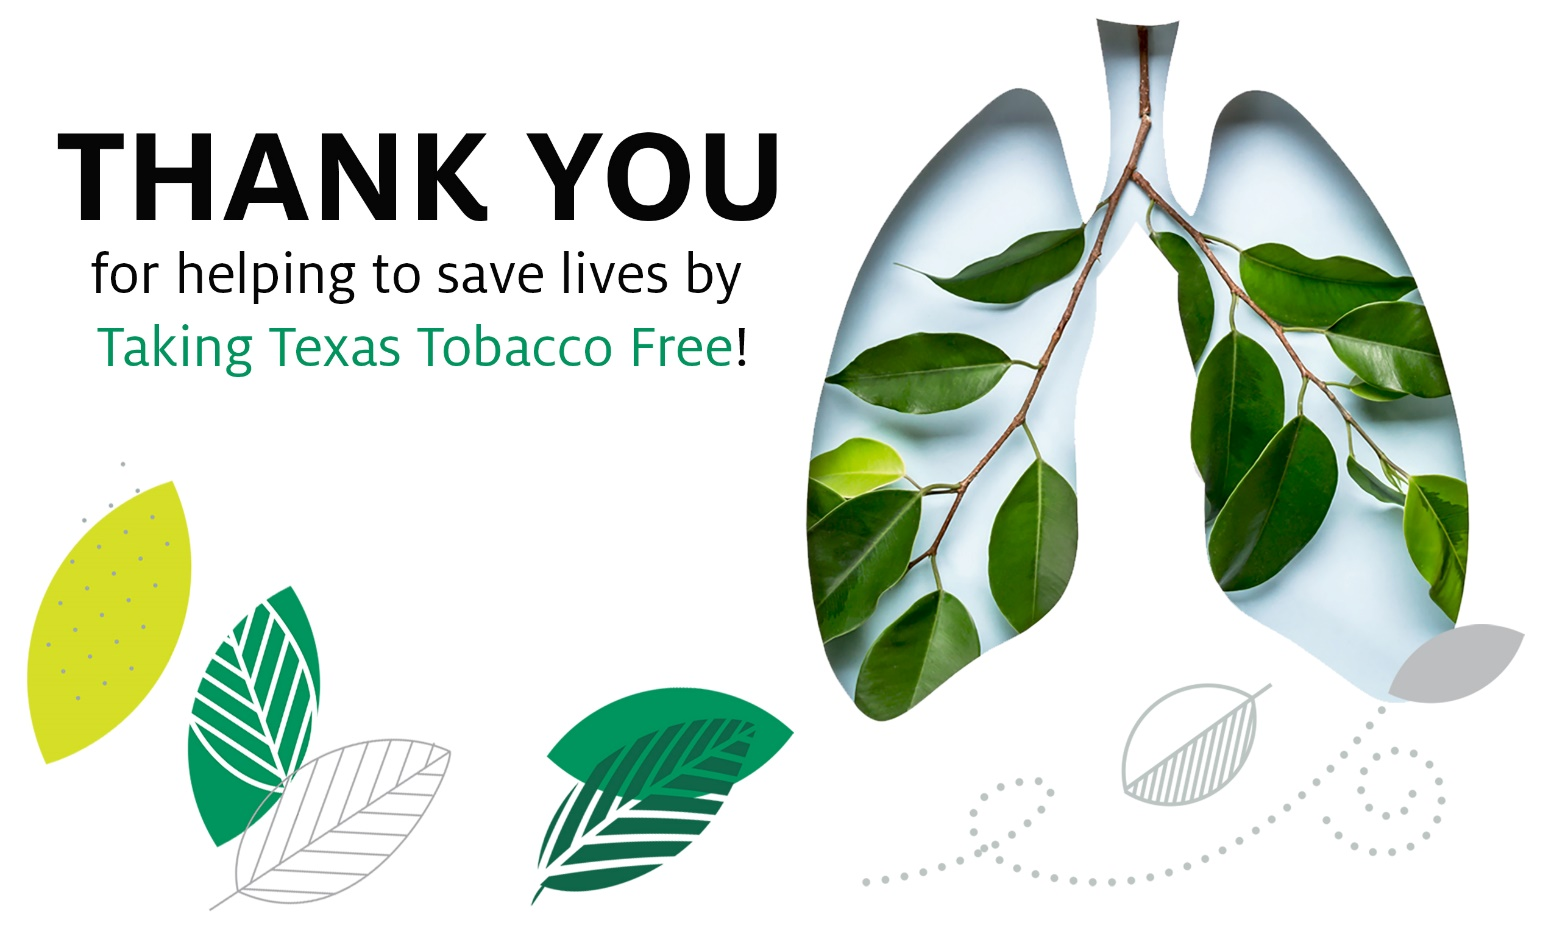 THANK YOU
for helping to save lives by
Taking Texas Tobacco Free!